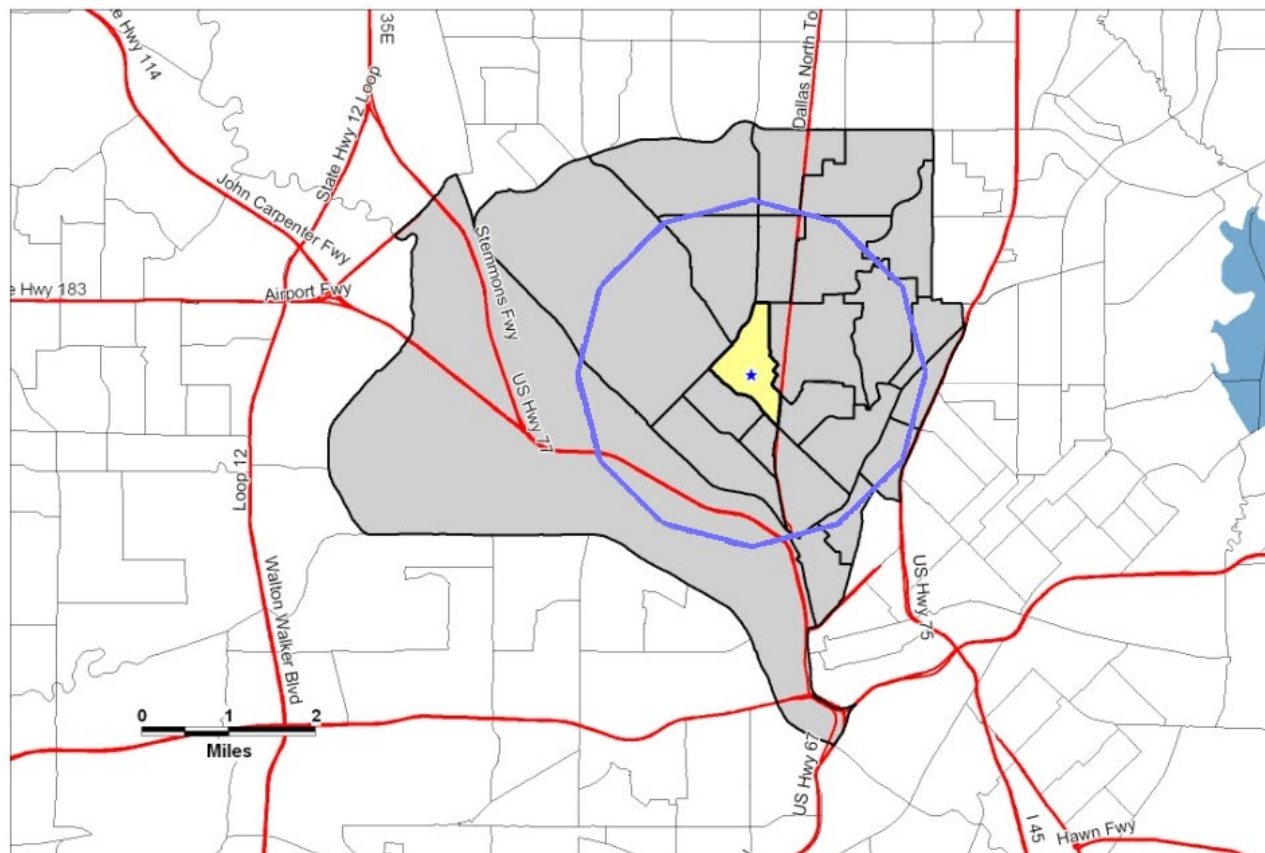 e Hwy 114
35E
Dallas North To
State Hwy 12 Loop
John Carpenter Fwy
Stemmons Fwy
e Hwy 183
Airport Fwy
US Hwy 77
Loop 12
Walton Walker Blvd
US Hwy 75
0 1 2
Miles
US Hwy 67
I 45
Hawn Fwy